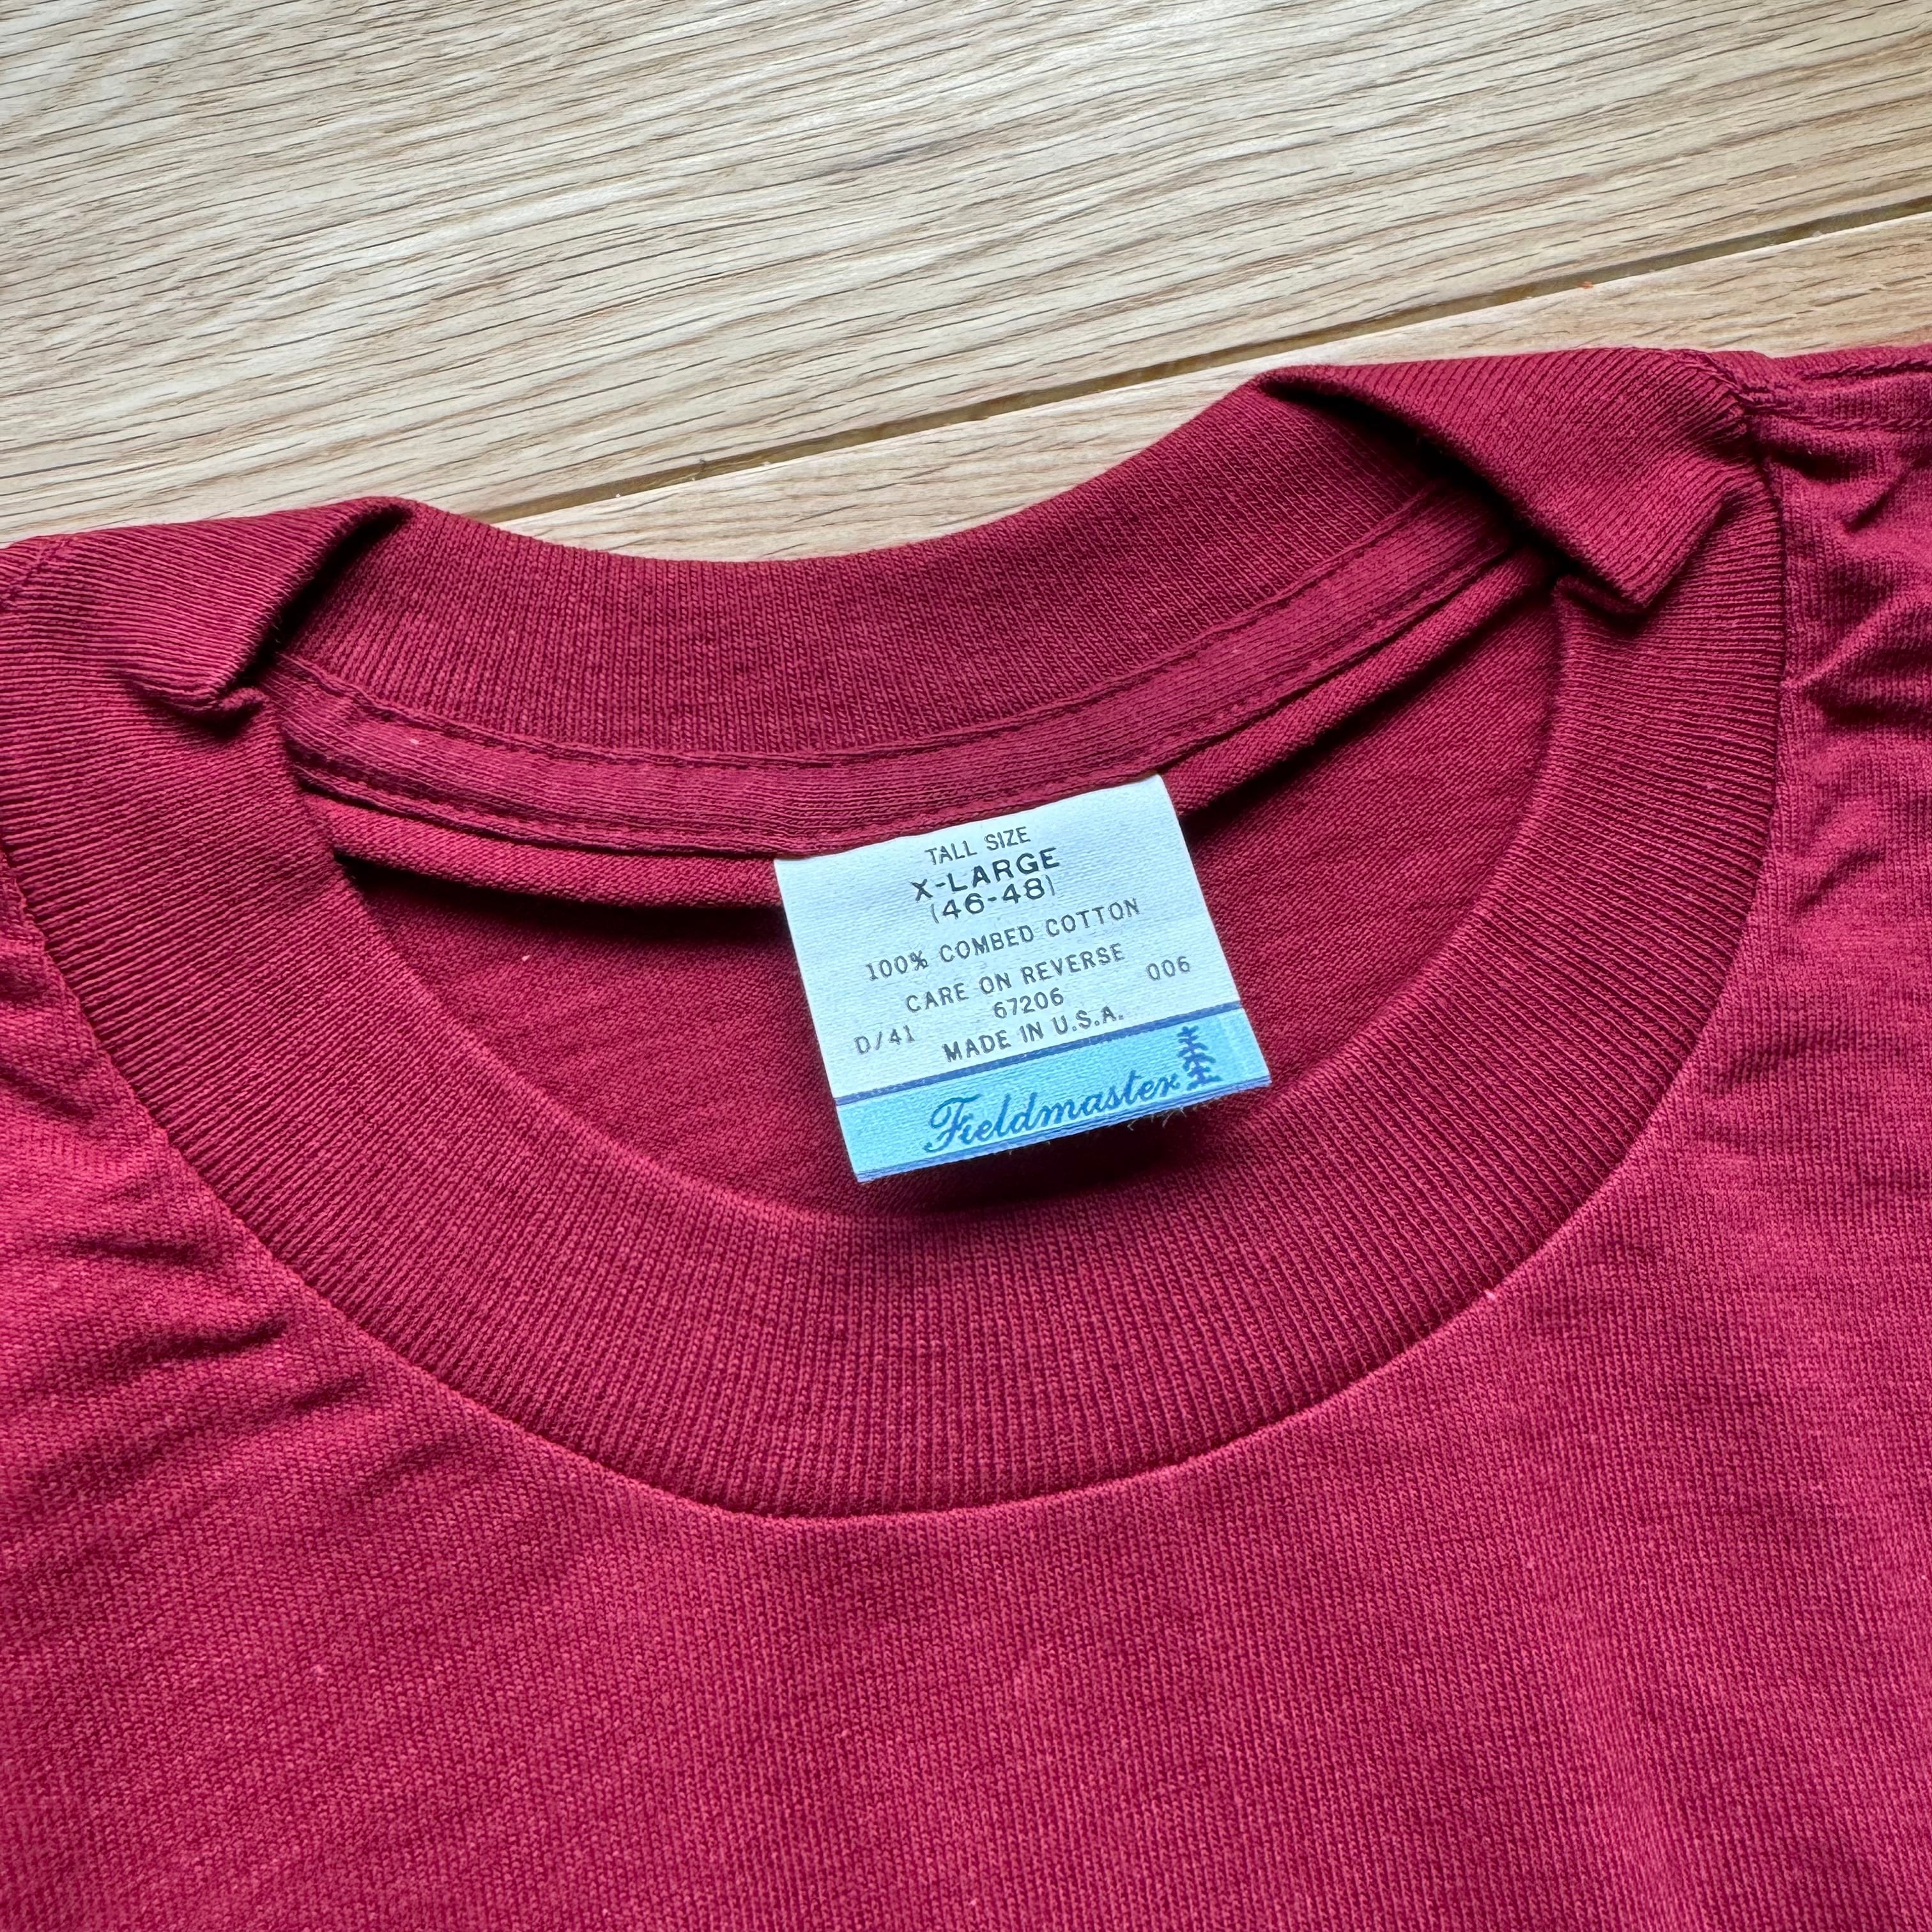 TALL SIZE
X-LARGE
(46-48)
100% COMBED COTTON
CARE ON REVERSE
67206 006
D/41 MADE IN U.S.A.
Fieldmaster